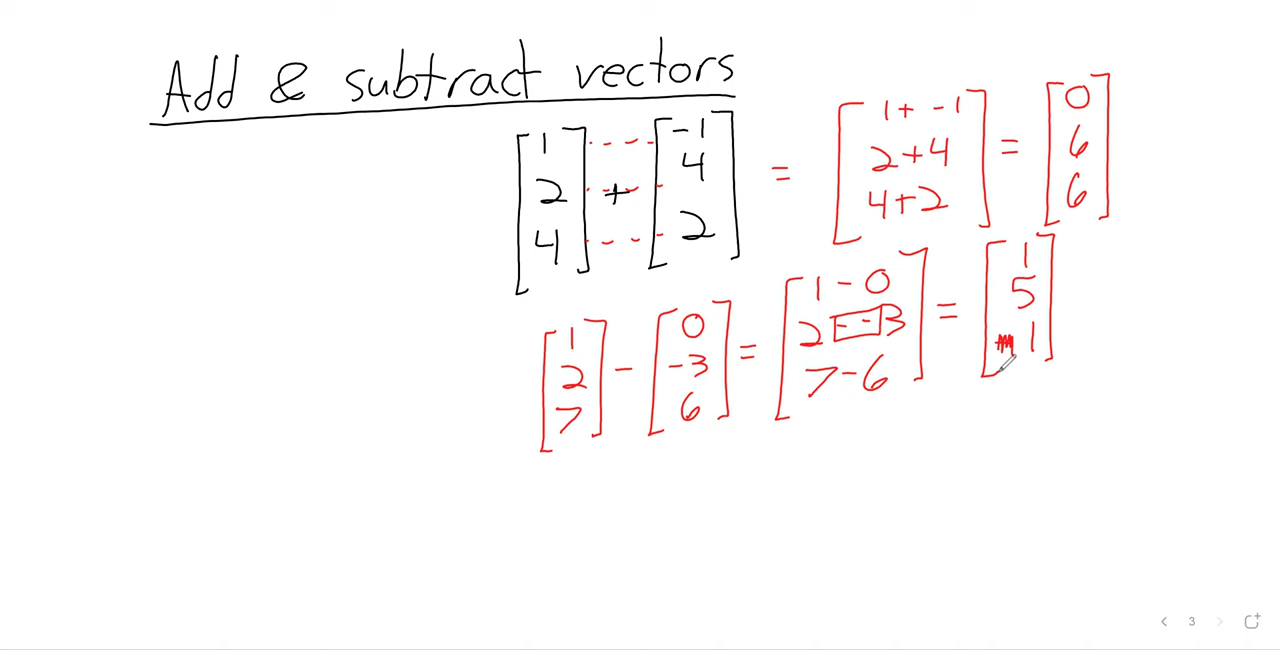 Add & subtract vectors
[1 2 4] + [-1 4 2] = [1+-1 2+4 4+2] = [0 6 6]
[1 2 7] - [0 -3 6] = [1-0 2--3 7-6] = [1 5 1]
< 3 >